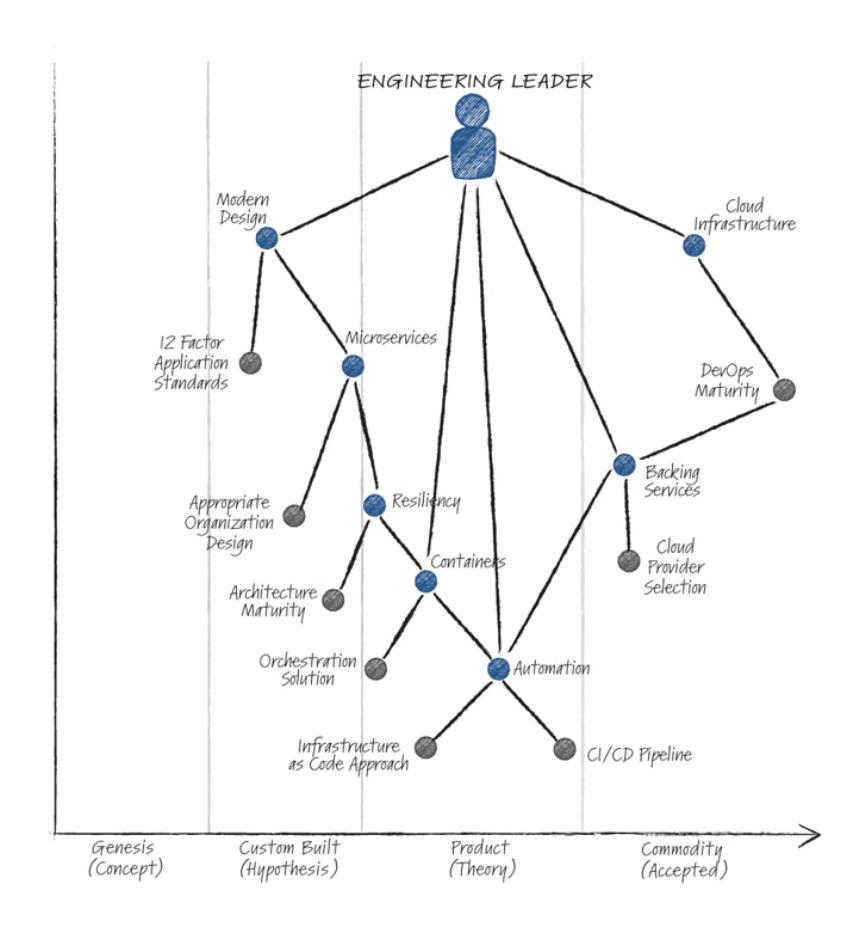 ENGINEERING LEADER
Modern
Design
Cloud
Infrastructure
12 Factor
Application
Standards
Microservices
DevOps
Maturity
Appropriate
Organization
Design
Resiliency
Backing
Services
Architecture
Maturity
Containers
Cloud
Provider
Selection
Orchestration
Solution
Automation
Infrastructure
as Code Approach
CI/CD Pipeline
Genesis
(Concept)
Custom Built
(Hypothesis)
Product
(Theory)
Commodity
(Accepted)